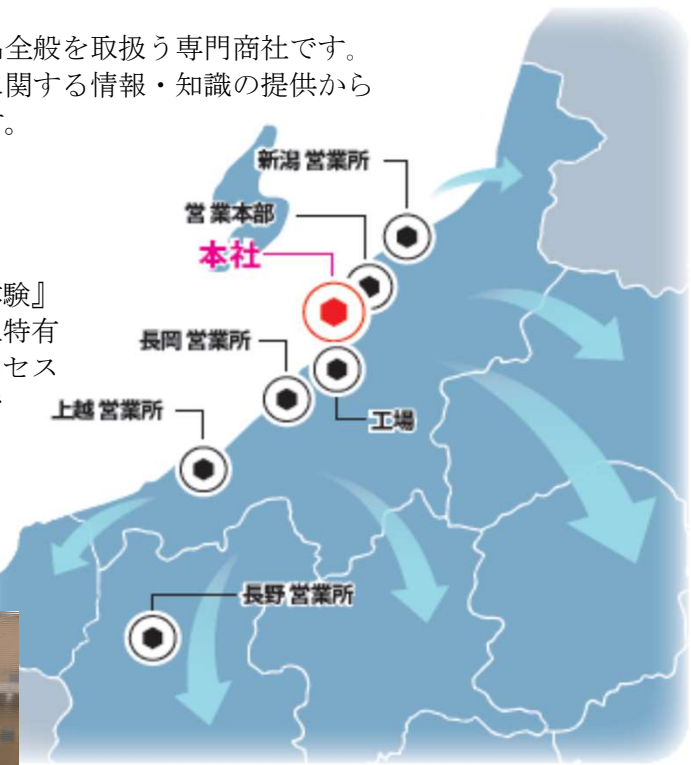 全般を取扱う専門商社です。
関する情報・知識の提供から
す。
験』
特有
セス
新潟営業所
営業本部
本社
長岡営業所
工場
上越営業所
長野営業所